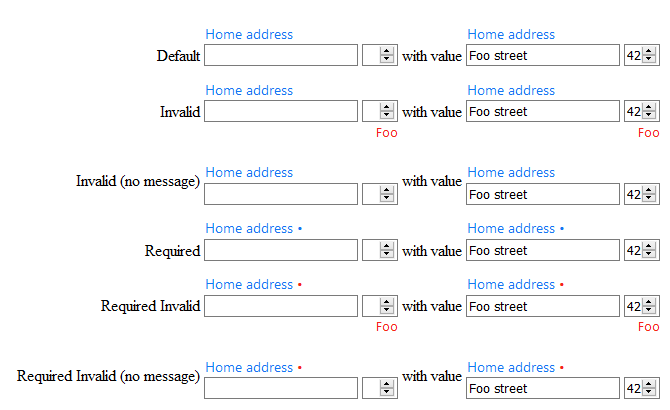 Home address Home address
Default with value Foo street 42
Home address Home address
Invalid with value Foo street 42
Foo Foo
Home address Home address
Invalid (no message) with value Foo street 42
Home address • Home address •
Required with value Foo street 42
Home address • Home address •
Required Invalid with value Foo street 42
Foo Foo
Home address • Home address •
Required Invalid (no message) with value Foo street 42